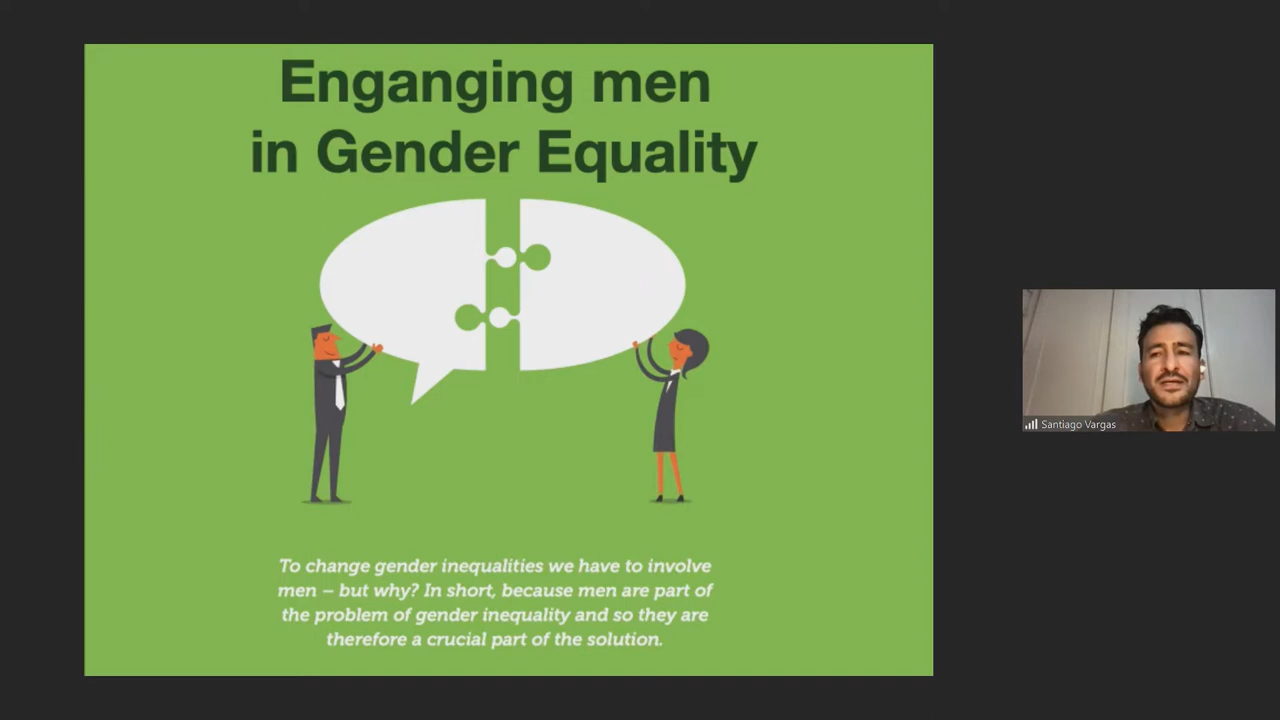 Enganging men
in Gender Equality
To change gender inequalities we have to involve
men – but why? In short, because men are part of
the problem of gender inequality and so they are
therefore a crucial part of the solution.
Santiago Vargas